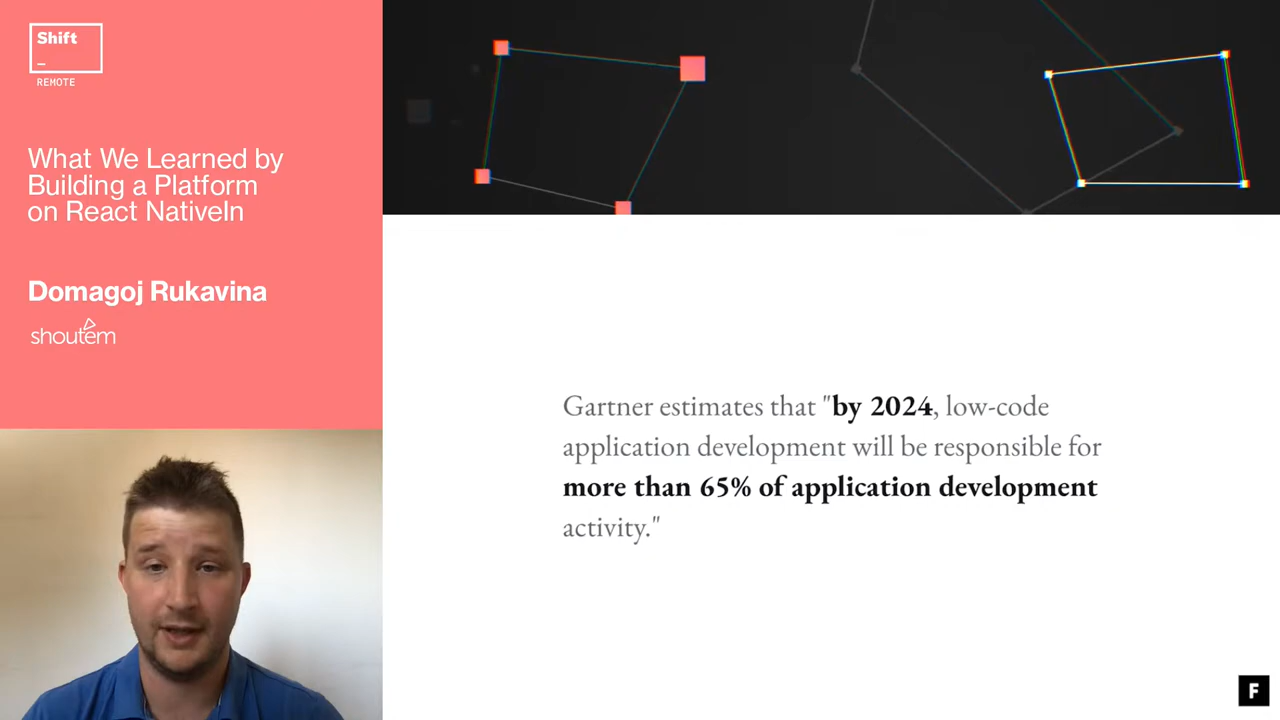 Shift
_
REMOTE
What We Learned by
Building a Platform
on React NativeIn
Domagoj Rukavina
shoutem
Gartner estimates that "by 2024, low-code
application development will be responsible for
more than 65% of application development
activity."
F